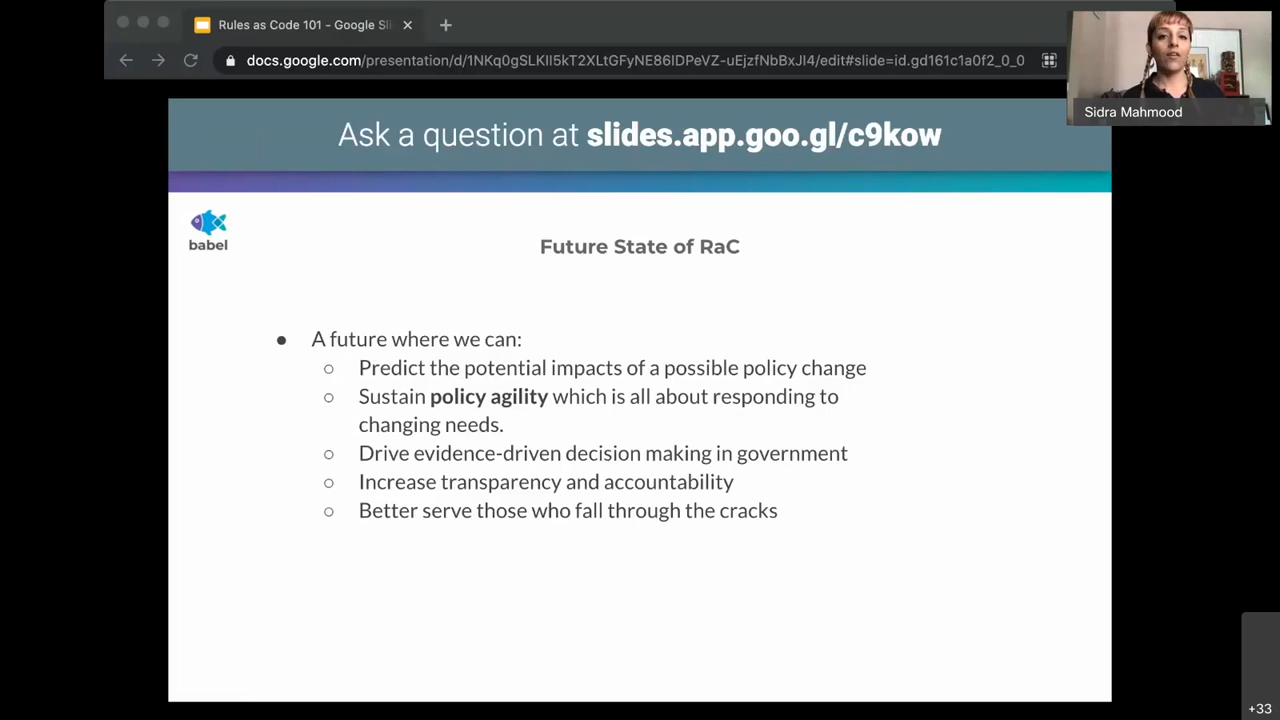 Rules as Code 101 - Google Sli
docs.google.com/presentation/d/1NKq0gSLKlI5kT2XLtGFyNE86IDPeVZ-uEjzfNbBxJI4/edit#slide=id.gd161c1a0f2_0_0
Sidra Mahmood
Ask a question at slides.app.goo.gl/c9kow
babel
Future State of RaC
● A future where we can:
○ Predict the potential impacts of a possible policy change
○ Sustain policy agility which is all about responding to
changing needs.
○ Drive evidence-driven decision making in government
○ Increase transparency and accountability
○ Better serve those who fall through the cracks
+33